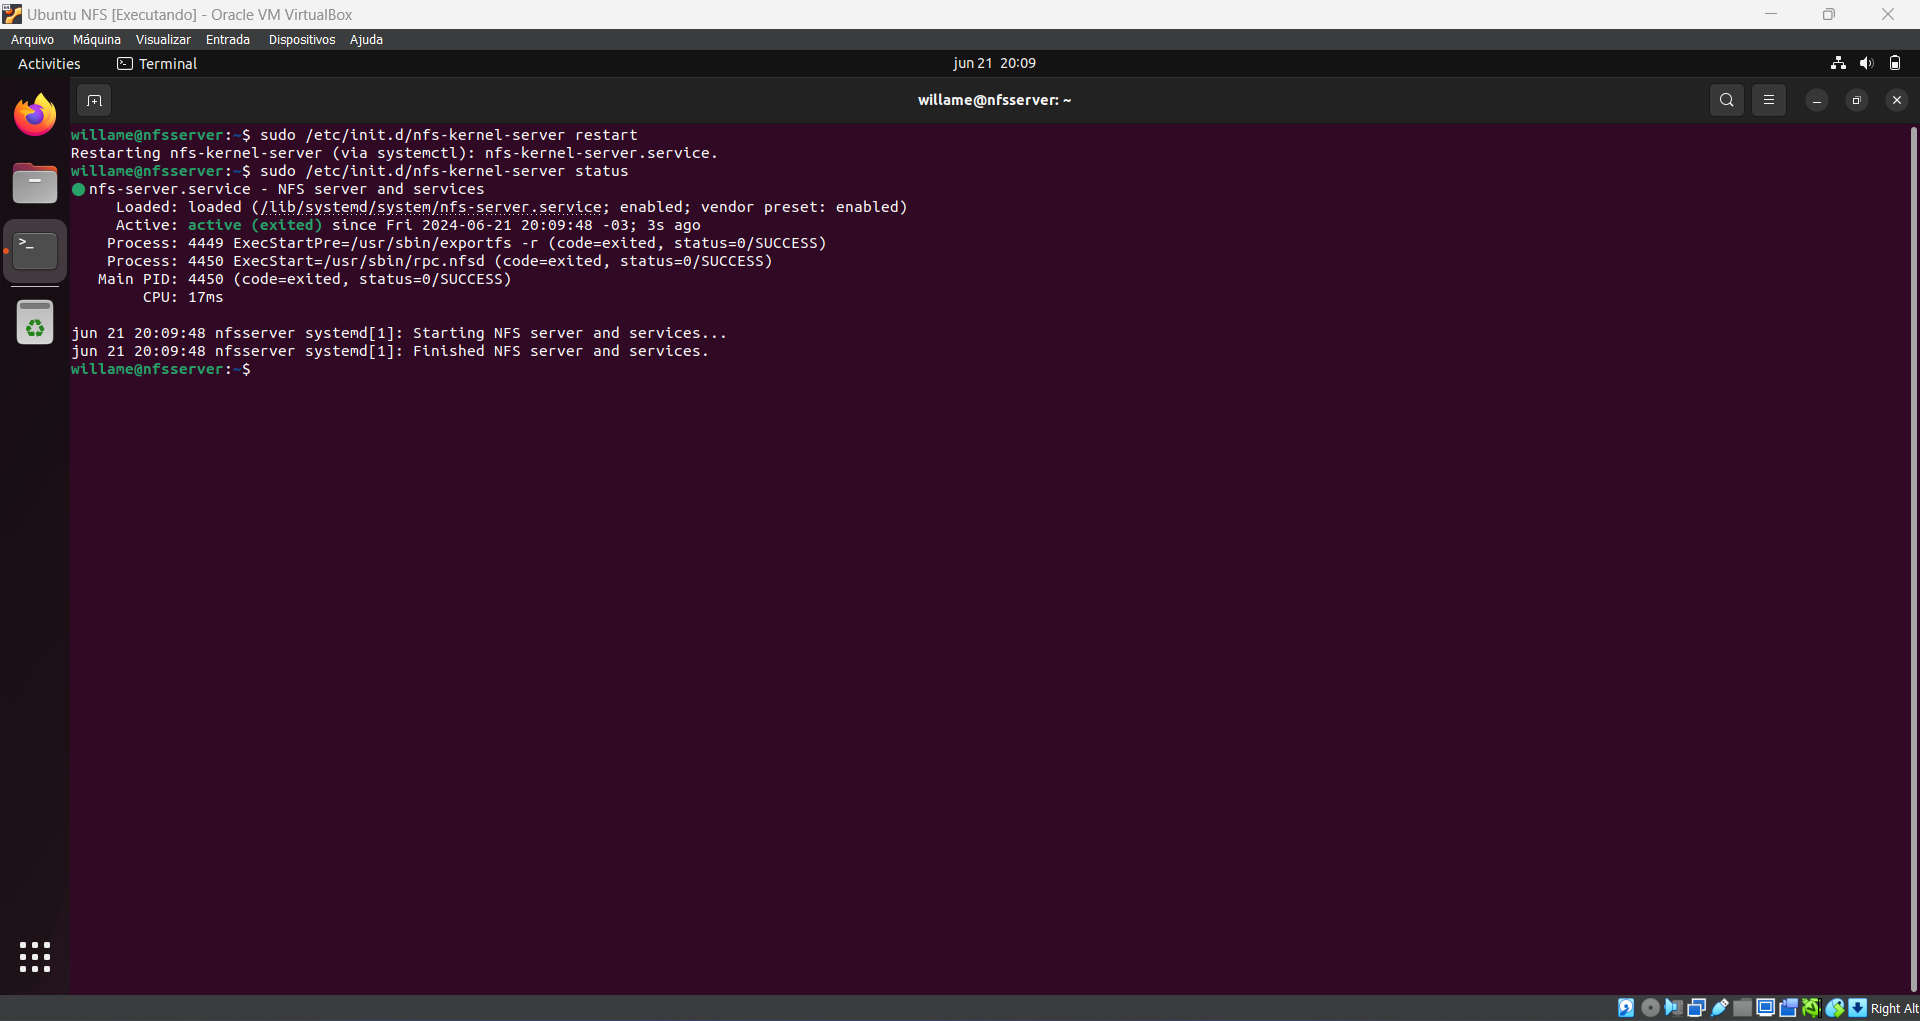 Ubuntu NFS [Executando] - Oracle VM VirtualBox
Arquivo Máquina Visualizar Entrada Dispositivos Ajuda
Activities Terminal jun 21 20:09
willame@nfsserver: ~
willame@nfsserver:~$ sudo /etc/init.d/nfs-kernel-server restart
Restarting nfs-kernel-server (via systemctl): nfs-kernel-server.service.
willame@nfsserver:~$ sudo /etc/init.d/nfs-kernel-server status
● nfs-server.service - NFS server and services
Loaded: loaded (/lib/systemd/system/nfs-server.service; enabled; vendor preset: enabled)
Active: active (exited) since Fri 2024-06-21 20:09:48 -03; 3s ago
Process: 4449 ExecStartPre=/usr/sbin/exportfs -r (code=exited, status=0/SUCCESS)
Process: 4450 ExecStart=/usr/sbin/rpc.nfsd (code=exited, status=0/SUCCESS)
Main PID: 4450 (code=exited, status=0/SUCCESS)
CPU: 17ms
jun 21 20:09:48 nfsserver systemd[1]: Starting NFS server and services...
jun 21 20:09:48 nfsserver systemd[1]: Finished NFS server and services.
willame@nfsserver:~$
Right Alt